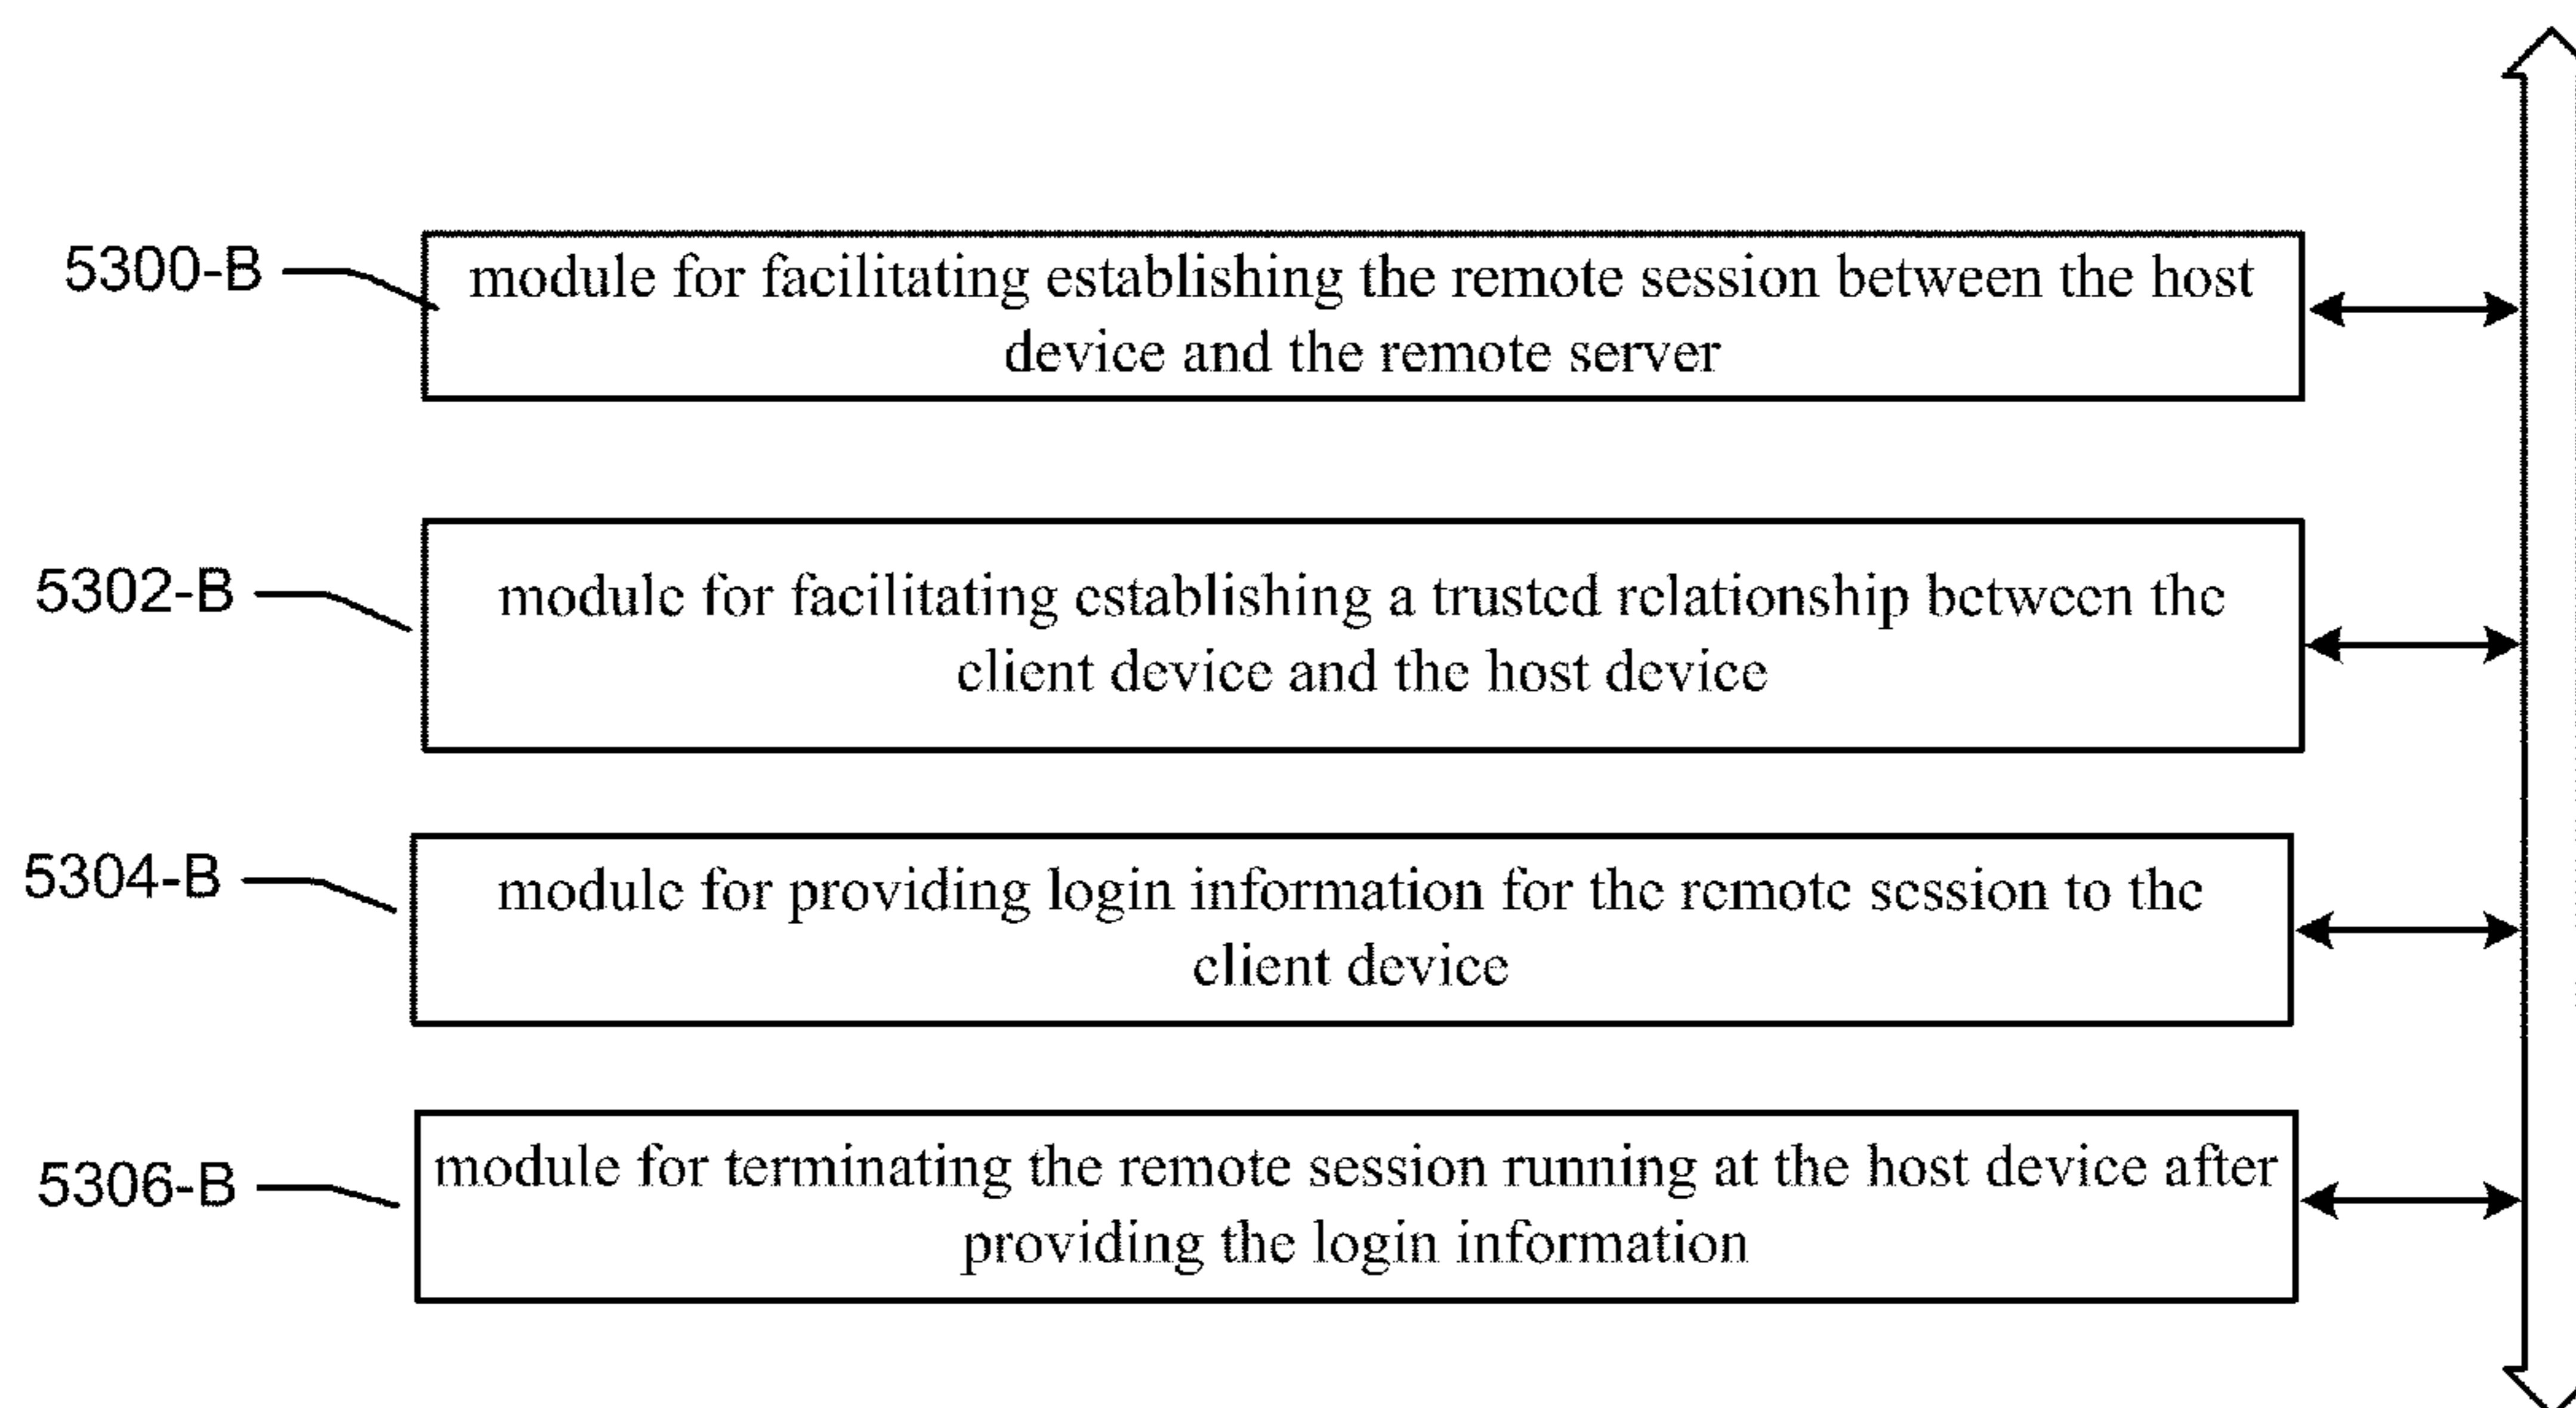 5300-B
module for facilitating establishing the remote session between the host
device and the remote server
5302-B
module for facilitating establishing a trusted relationship between the
client device and the host device
5304-B
module for providing login information for the remote session to the
client device
5306-B
module for terminating the remote session running at the host device after
providing the login information